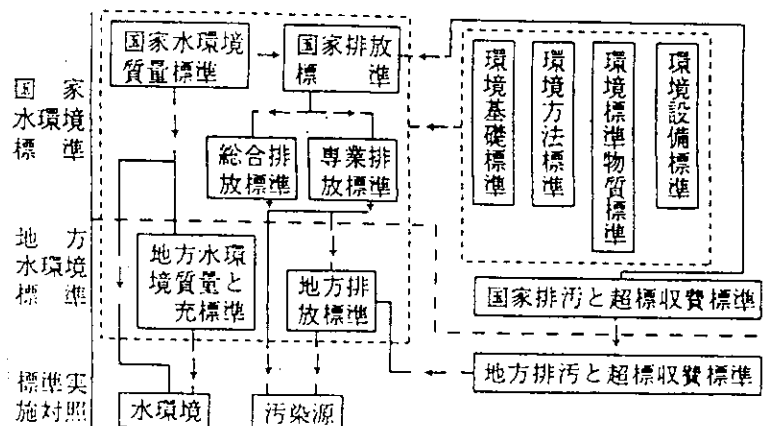 国家
水環境
標準
地方
水環境
標準
標準実
施対照
国家水環境
質量標準
国家排放
標準
総合排
放標準
専業排
放標準
地方水環
境質量と
充標準
地方排
放標準
水環境
汚染源
環境基礎標準
環境方法標準
環境標準物質標準
環境設備標準
国家排汚と超標収費標準
地方排汚と超標収費標準